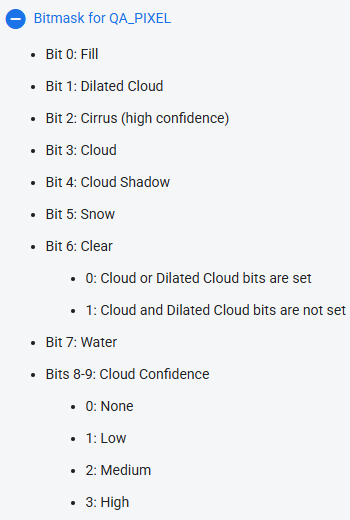 Bitmask for QA_PIXEL
Bit 0: Fill
Bit 1: Dilated Cloud
Bit 2: Cirrus (high confidence)
Bit 3: Cloud
Bit 4: Cloud Shadow
Bit 5: Snow
Bit 6: Clear
0: Cloud or Dilated Cloud bits are set
1: Cloud and Dilated Cloud bits are not set
Bit 7: Water
Bits 8-9: Cloud Confidence
0: None
1: Low
2: Medium
3: High